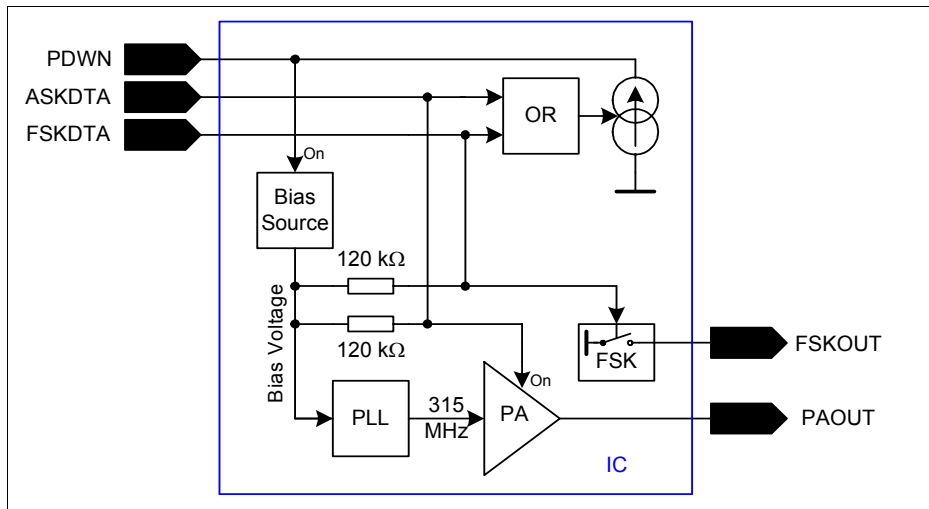 PDWN
ASKDTA
FSKDTA
OR
On
Bias
Source
120 kΩ
120 kΩ
Bias Voltage
FSK
FSKOUT
On
PLL
315
MHz
PA
PAOUT
IC